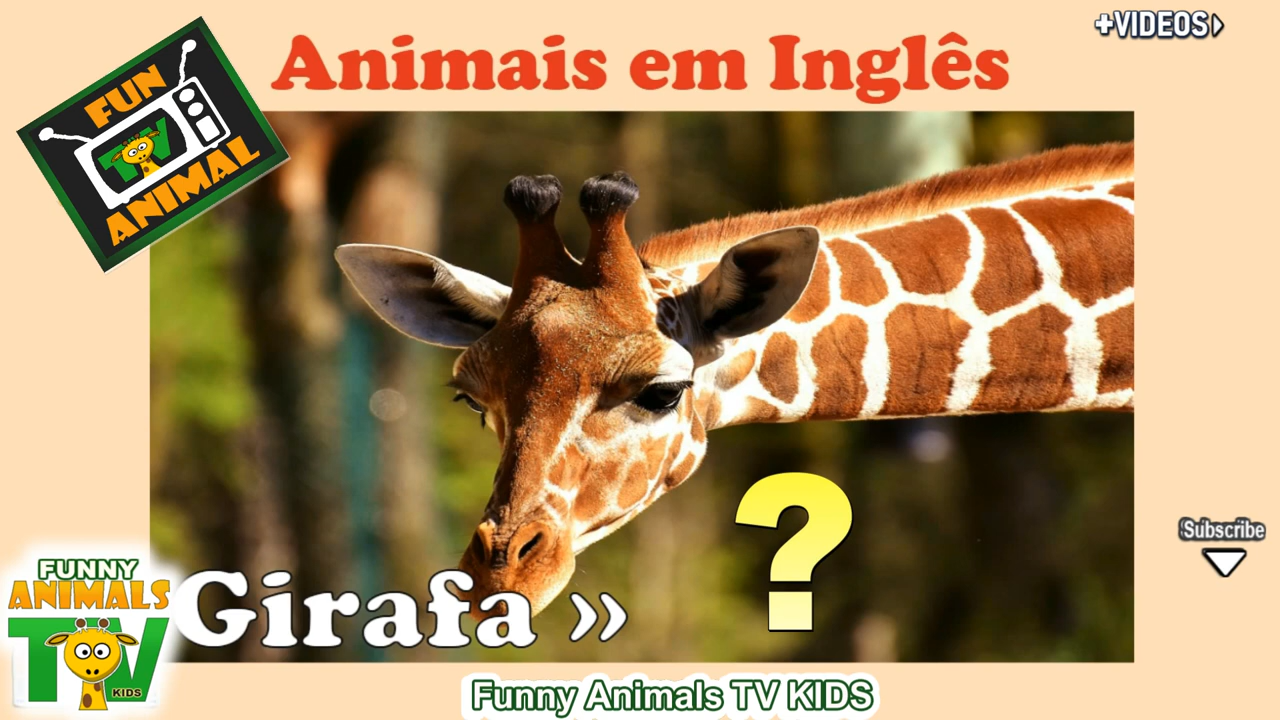 +VIDEOS
Animais em Inglês
FUN
TV
ANIMAL
?
Subscribe
FUNNY
ANIMALS
TV
KIDS
Girafa »
Funny Animals TV KIDS